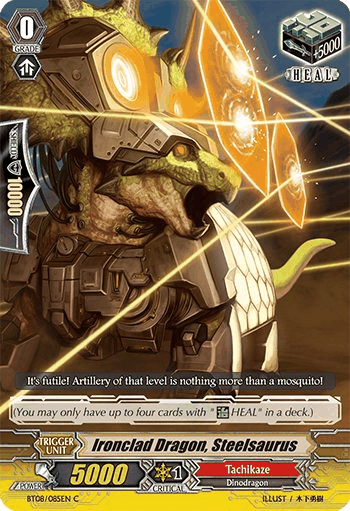 0
GRADE
+5000
HEAL
SHIELD
10000
It's futile! Artillery of that level is nothing more than a mosquito!
(You may only have up to four cards with "HEAL" in a deck.)
TRIGGER UNIT
Ironclad Dragon, Steelsaurus
POWER
5000
1
CRITICAL
Tachikaze
Dinodragon
BT08/085EN C
ILLUST / 木下勇樹